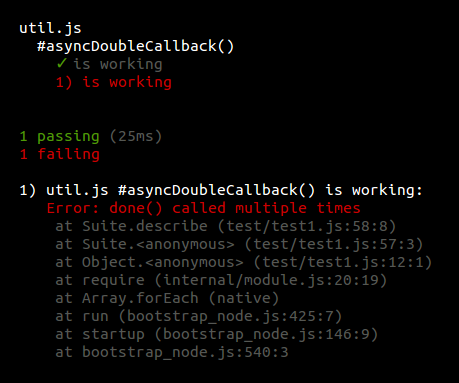 util.js
#asyncDoubleCallback()
✓ is working
1) is working
1 passing (25ms)
1 failing
1) util.js #asyncDoubleCallback() is working:
Error: done() called multiple times
at Suite.describe (test/test1.js:58:8)
at Suite.<anonymous> (test/test1.js:57:3)
at Object.<anonymous> (test/test1.js:12:1)
at require (internal/module.js:20:19)
at Array.forEach (native)
at run (bootstrap_node.js:425:7)
at startup (bootstrap_node.js:146:9)
at bootstrap_node.js:540:3